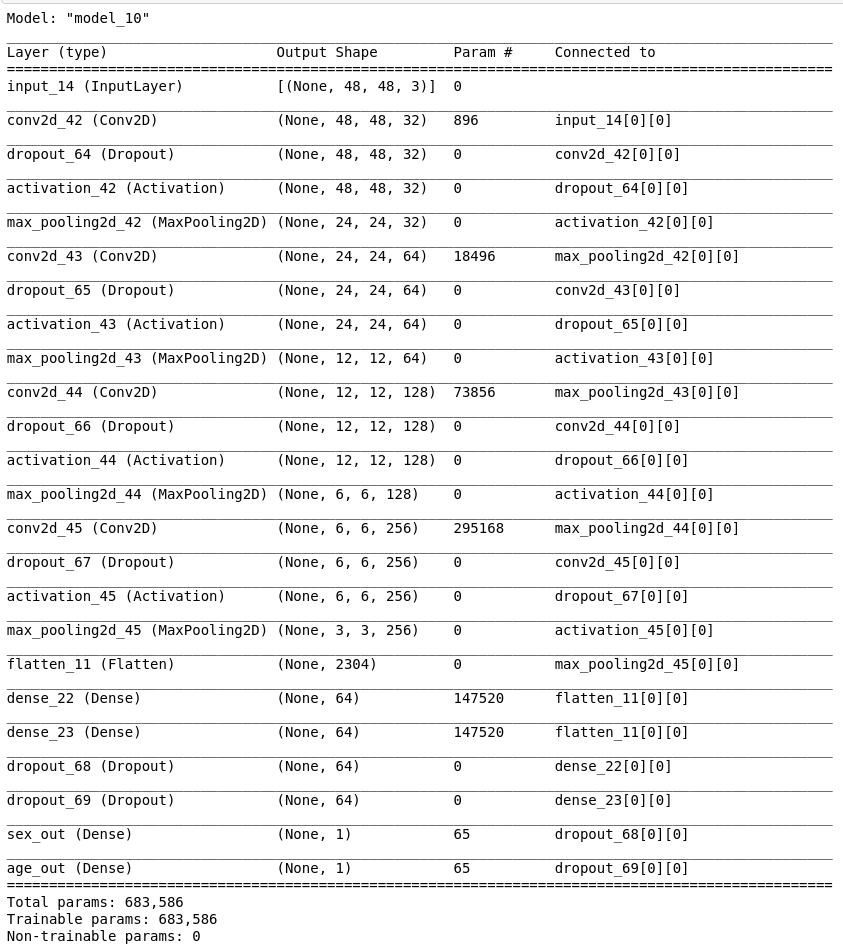 Model: "model_10"
Layer (type) Output Shape Param # Connected to
input_14 (InputLayer) [(None, 48, 48, 3)] 0
conv2d_42 (Conv2D) (None, 48, 48, 32) 896 input_14[0][0]
dropout_64 (Dropout) (None, 48, 48, 32) 0 conv2d_42[0][0]
activation_42 (Activation) (None, 48, 48, 32) 0 dropout_64[0][0]
max_pooling2d_42 (MaxPooling2D) (None, 24, 24, 32) 0 activation_42[0][0]
conv2d_43 (Conv2D) (None, 24, 24, 64) 18496 max_pooling2d_42[0][0]
dropout_65 (Dropout) (None, 24, 24, 64) 0 conv2d_43[0][0]
activation_43 (Activation) (None, 24, 24, 64) 0 dropout_65[0][0]
max_pooling2d_43 (MaxPooling2D) (None, 12, 12, 64) 0 activation_43[0][0]
conv2d_44 (Conv2D) (None, 12, 12, 128) 73856 max_pooling2d_43[0][0]
dropout_66 (Dropout) (None, 12, 12, 128) 0 conv2d_44[0][0]
activation_44 (Activation) (None, 12, 12, 128) 0 dropout_66[0][0]
max_pooling2d_44 (MaxPooling2D) (None, 6, 6, 128) 0 activation_44[0][0]
conv2d_45 (Conv2D) (None, 6, 6, 256) 295168 max_pooling2d_44[0][0]
dropout_67 (Dropout) (None, 6, 6, 256) 0 conv2d_45[0][0]
activation_45 (Activation) (None, 6, 6, 256) 0 dropout_67[0][0]
max_pooling2d_45 (MaxPooling2D) (None, 3, 3, 256) 0 activation_45[0][0]
flatten_11 (Flatten) (None, 2304) 0 max_pooling2d_45[0][0]
dense_22 (Dense) (None, 64) 147520 flatten_11[0][0]
dense_23 (Dense) (None, 64) 147520 flatten_11[0][0]
dropout_68 (Dropout) (None, 64) 0 dense_22[0][0]
dropout_69 (Dropout) (None, 64) 0 dense_23[0][0]
sex_out (Dense) (None, 1) 65 dropout_68[0][0]
age_out (Dense) (None, 1) 65 dropout_69[0][0]
Total params: 683,586
Trainable params: 683,586
Non-trainable params: 0